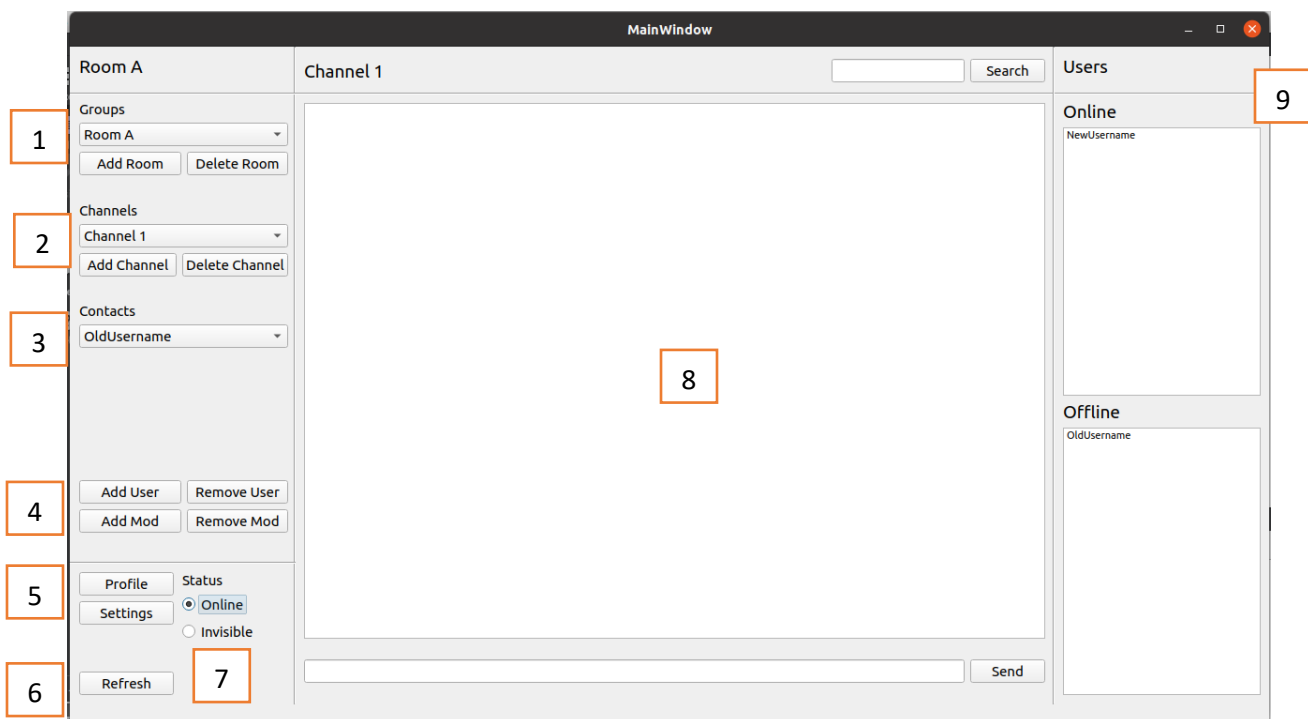 MainWindow
Room A
Channel 1
Search
Users
9
Groups
1
Room A
Add Room Delete Room
Online
NewUsername
Channels
2
Channel 1
Add Channel Delete Channel
Contacts
3
OldUsername
8
Offline
OldUsername
4
Add User Remove User
Add Mod Remove Mod
5
Profile
Settings
Status
Online
Invisible
6
Refresh
7
Send